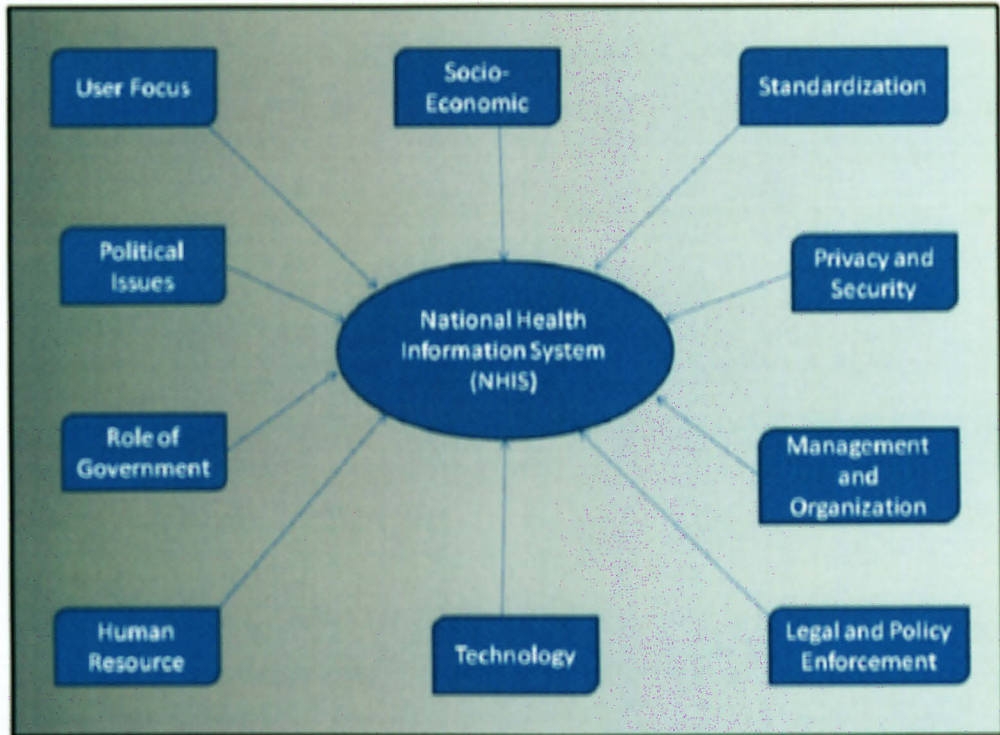 User Focus
Socio-
Economic
Standardization
Political
Issues
Privacy and
Security
National Health
Information System
(NHIS)
Role of
Government
Management
and
Organization
Human
Resource
Technology
Legal and Policy
Enforcement